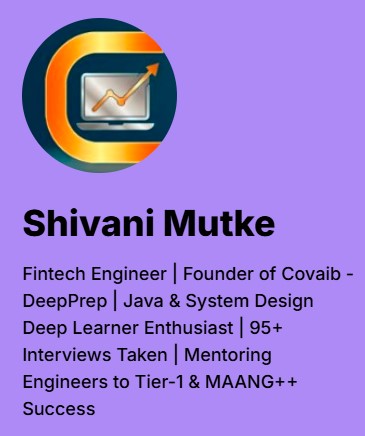 Shivani Mutke
Fintech Engineer | Founder of Covaib -
DeepPrep | Java & System Design
Deep Learner Enthusiast | 95+
Interviews Taken | Mentoring
Engineers to Tier-1 & MAANG++
Success